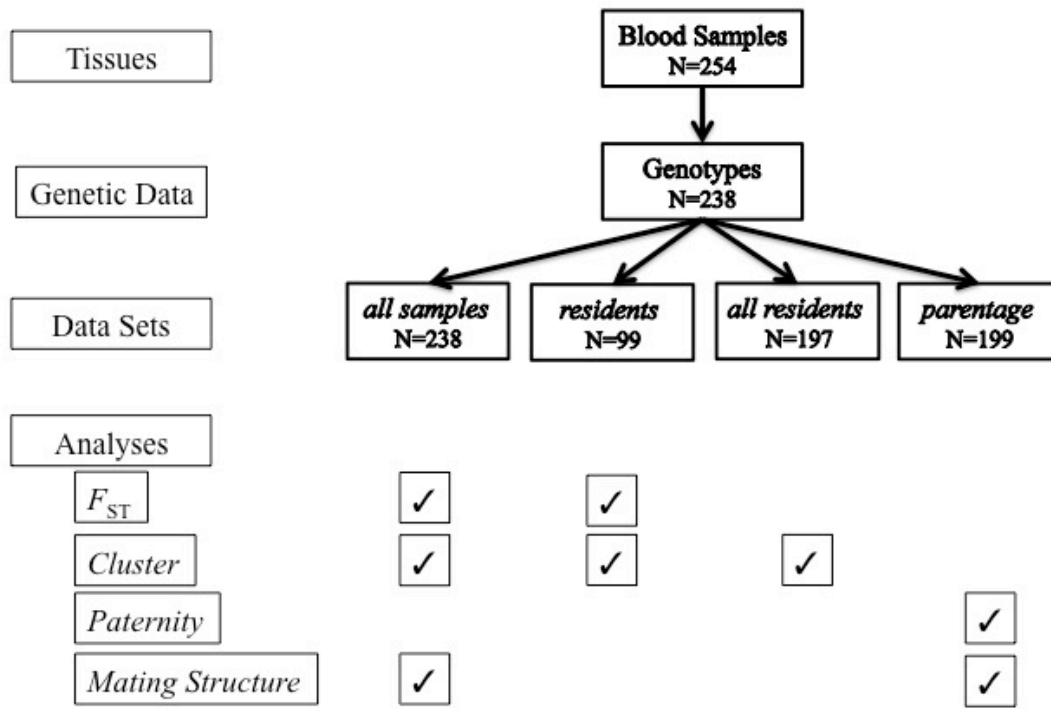 Tissues
Blood Samples
N=254
Genetic Data
Genotypes
N=238
Data Sets
all samples
N=238
residents
N=99
all residents
N=197
parentage
N=199
Analyses
FST
✓ ✓
Cluster
✓ ✓ ✓
Paternity
✓
Mating Structure
✓ ✓